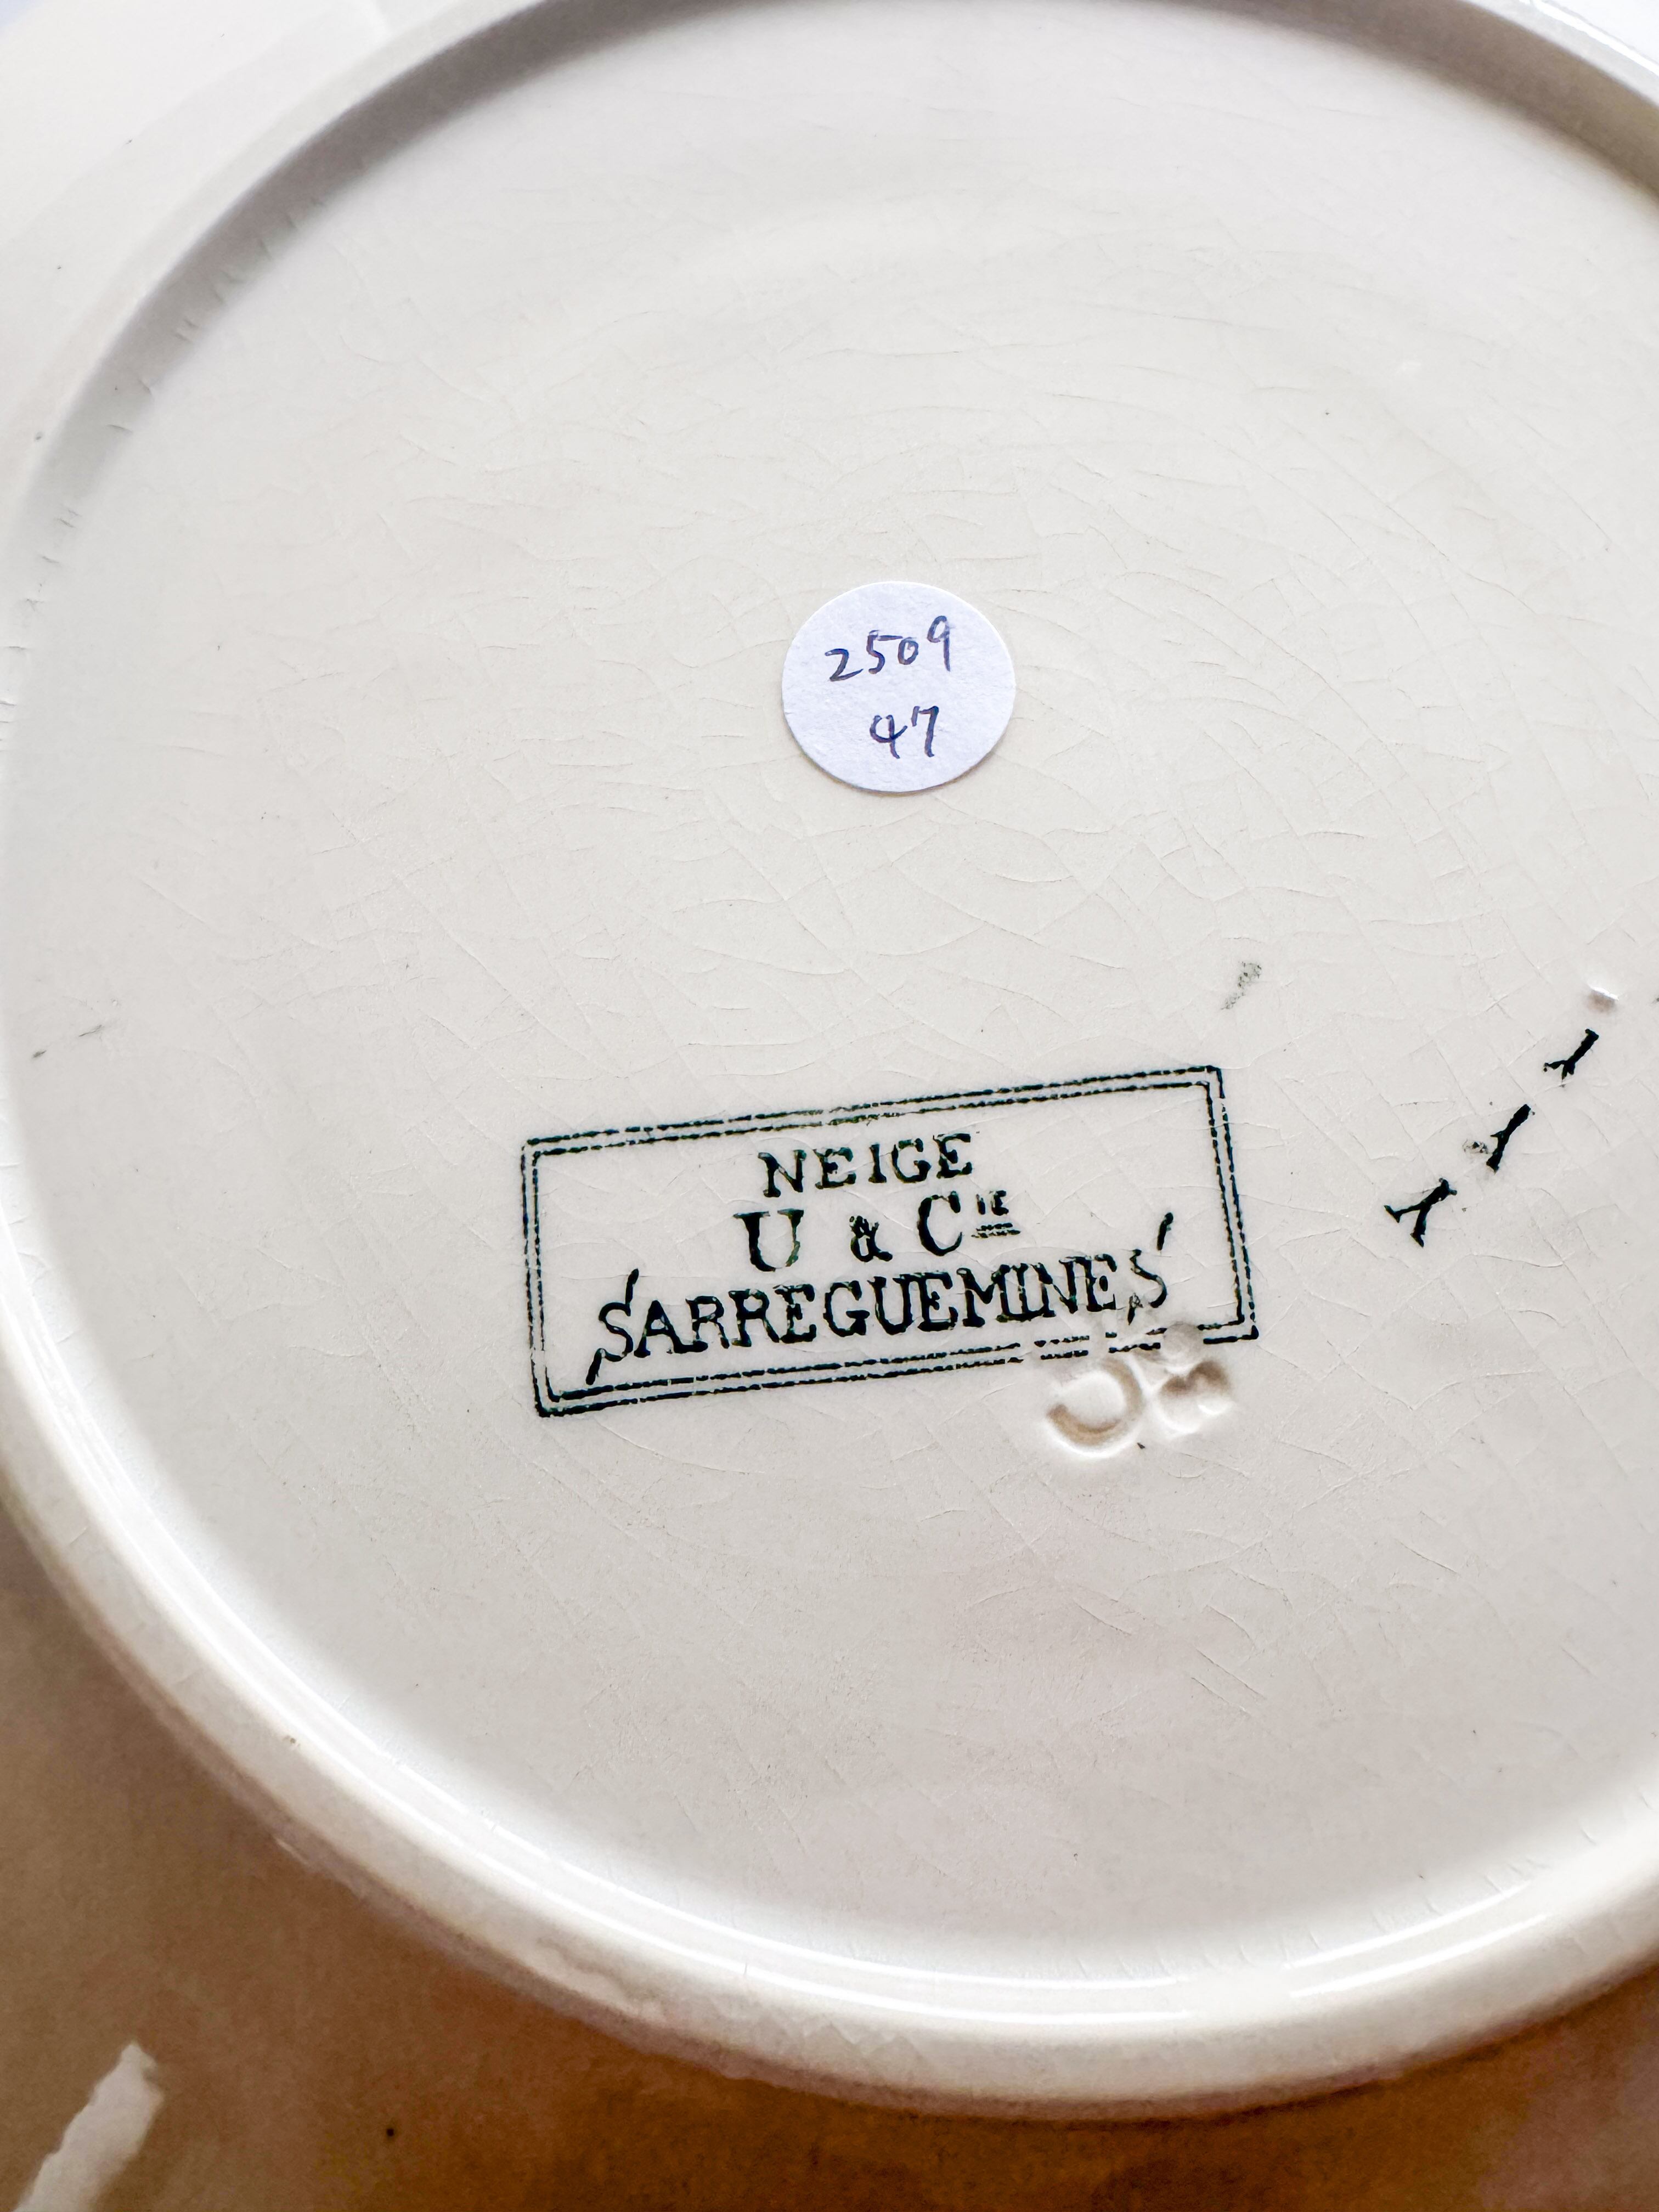 2509
47
NEIGE
U & Cie
SARREGUEMINES